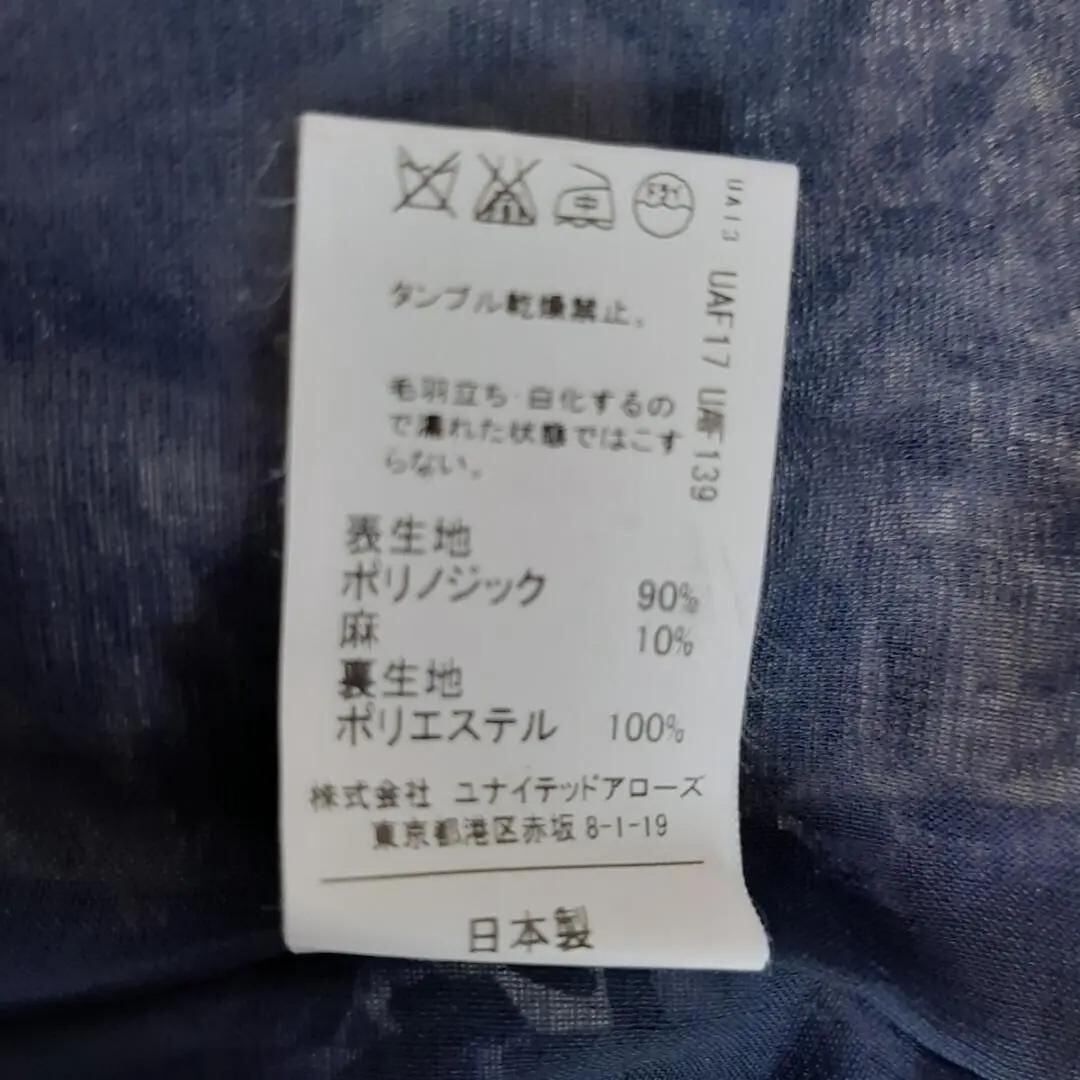 中
タンブル乾燥禁止。
毛羽立ち・白化するの
で濡れた状態ではこす
らない。
表生地
ポリノジック 90%
麻 10%
裏生地
ポリエステル 100%
株式会社 ユナイテッドアローズ
東京都港区赤坂 8-1-19
日本製
UA13 UAF17 UAF139